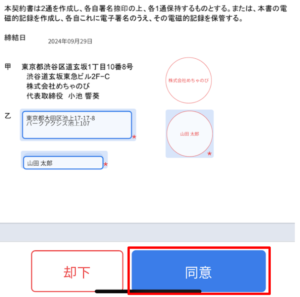 本契約書は2通を作成し、各自署名捺印の上、各1通保持するものとする。または、本書の電
磁的記録を作成し、各自これに電子署名のうえ、その電磁的記録を保管する。
締結日 2024年09月29日
甲 東京都渋谷区道玄坂1丁目10番8号
渋谷道玄坂東急ビル2F-C
株式会社めちゃのび
代表取締役 小池 響葵
株式会社めちゃのび
乙 東京都大田区池上17-17-8
パークアクシス池上107
山田 太郎
山田 太郎
却下
同意